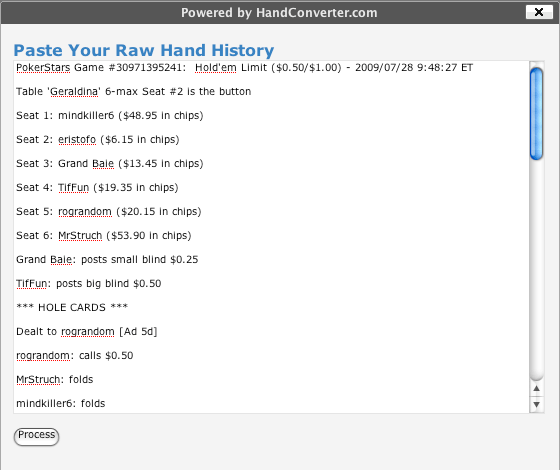 Powered by HandConverter.com
Paste Your Raw Hand History
PokerStars Game #30971395241: Hold'em Limit ($0.50/$1.00) - 2009/07/28 9:48:27 ET
Table 'Geraldina' 6-max Seat #2 is the button
Seat 1: mindkiller6 ($48.95 in chips)
Seat 2: eristofo ($6.15 in chips)
Seat 3: Grand Baie ($13.45 in chips)
Seat 4: TifFun ($19.35 in chips)
Seat 5: rograndom ($20.15 in chips)
Seat 6: MrStruch ($53.90 in chips)
Grand Baie: posts small blind $0.25
TifFun: posts big blind $0.50
*** HOLE CARDS ***
Dealt to rograndom [Ad 5d]
rograndom: calls $0.50
MrStruch: folds
mindkiller6: folds
Process